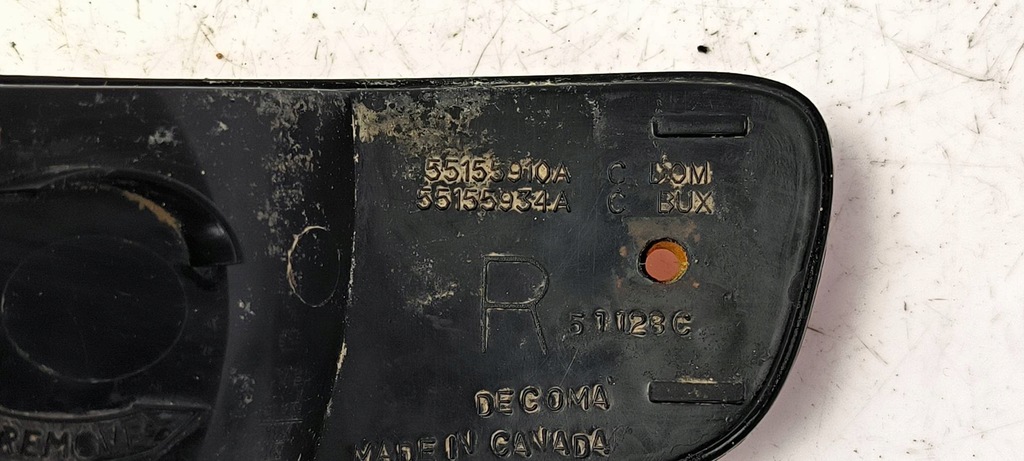 55155910A C DOM
55155934A C BUX
R
51123C
DECOMA
MADE IN CANADA
REMOVE